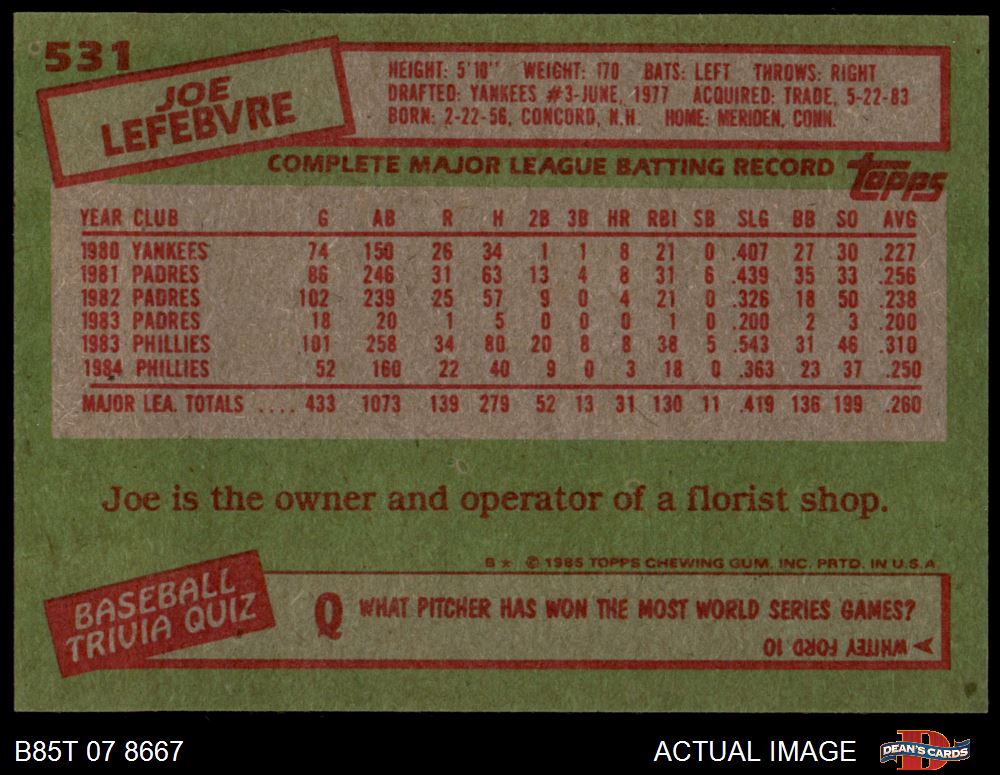 531
JOE
LEFEBVRE
HEIGHT: 5'10" WEIGHT: 170 BATS: LEFT THROWS: RIGHT
DRAFTED: YANKEES #3-JUNE, 1977 ACQUIRED: TRADE, 5-22-83
BORN: 2-22-56, CONCORD, N.H. HOME: MERIDEN, CONN.
COMPLETE MAJOR LEAGUE BATTING RECORD topps
YEAR CLUB G AB R H 2B 3B HR RBI SB SLG BB SO AVG
1980 YANKEES 74 150 26 34 1 1 8 21 0 .407 27 30 .227
1981 PADRES 86 246 31 63 13 4 8 31 6 .439 35 33 .256
1982 PADRES 102 239 25 57 9 0 4 21 0 .326 18 50 .238
1983 PADRES 18 20 1 5 0 0 0 1 0 .200 2 3 .200
1983 PHILLIES 101 258 34 80 20 8 8 38 5 .543 31 46 .310
1984 PHILLIES 52 160 22 40 9 0 3 18 0 .363 23 37 .250
MAJOR LEA. TOTALS .... 433 1073 139 279 52 13 31 130 11 .419 136 199 .260
Joe is the owner and operator of a florist shop.
B* © 1985 TOPPS CHEWING GUM, INC. PRTD. IN U.S.A.
BASEBALL
TRIVIA QUIZ
Q WHAT PITCHER HAS WON THE MOST WORLD SERIES GAMES?
WHITEY FORD 10
B85T 07 8667 ACTUAL IMAGE D DEAN'S CARDS